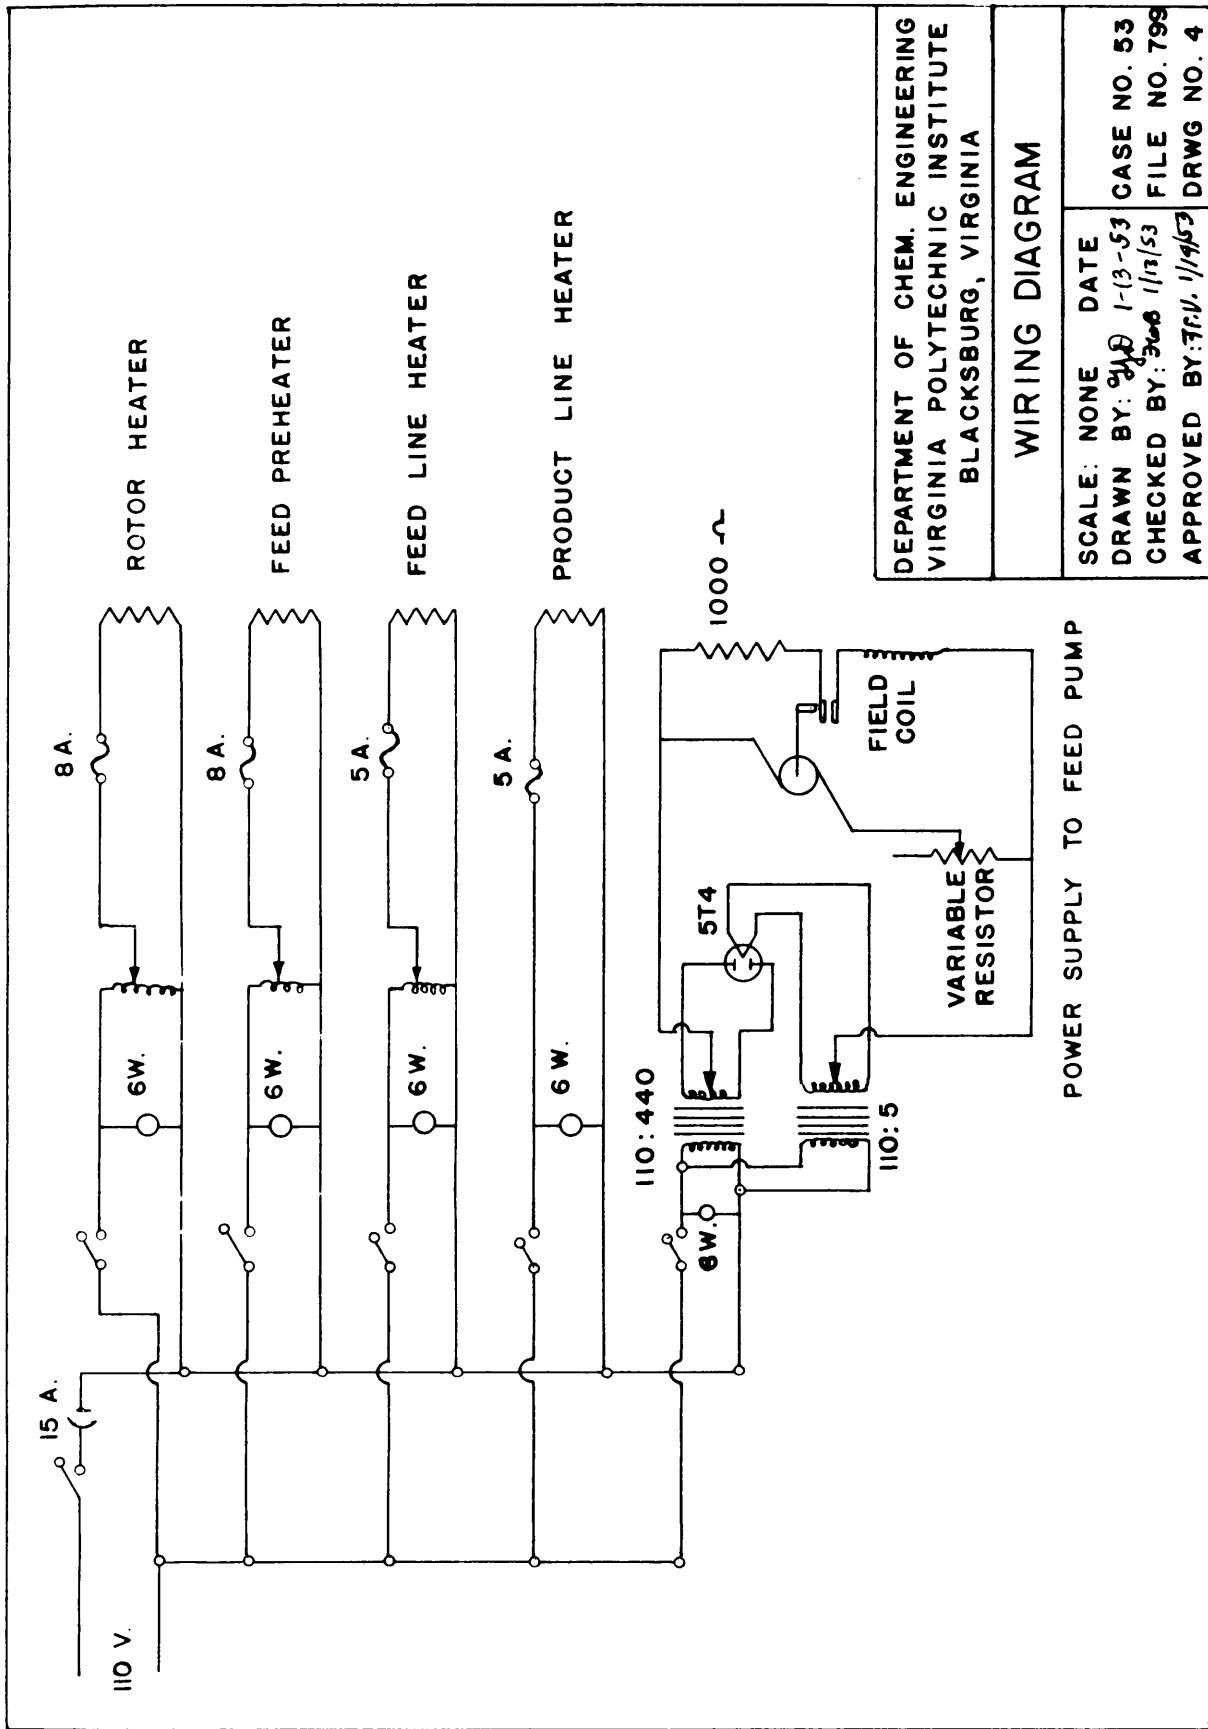 110 V.
15 A.
8 A.
6W.
ROTOR HEATER
8 A.
6W.
FEED PREHEATER
5 A.
6W.
FEED LINE HEATER
5 A.
6 W.
PRODUCT LINE HEATER
110:440
6W.
110:5
5T4
1000
FIELD
COIL
VARIABLE
RESISTOR
POWER SUPPLY TO FEED PUMP
DEPARTMENT OF CHEM. ENGINEERING
VIRGINIA POLYTECHNIC INSTITUTE
BLACKSBURG, VIRGINIA
WIRING DIAGRAM
SCALE: NONE DATE
DRAWN BY: 1-13-53
CHECKED BY: 1/13/53
APPROVED BY: 1/19/53
CASE NO. 53
FILE NO. 799
DRWG NO. 4